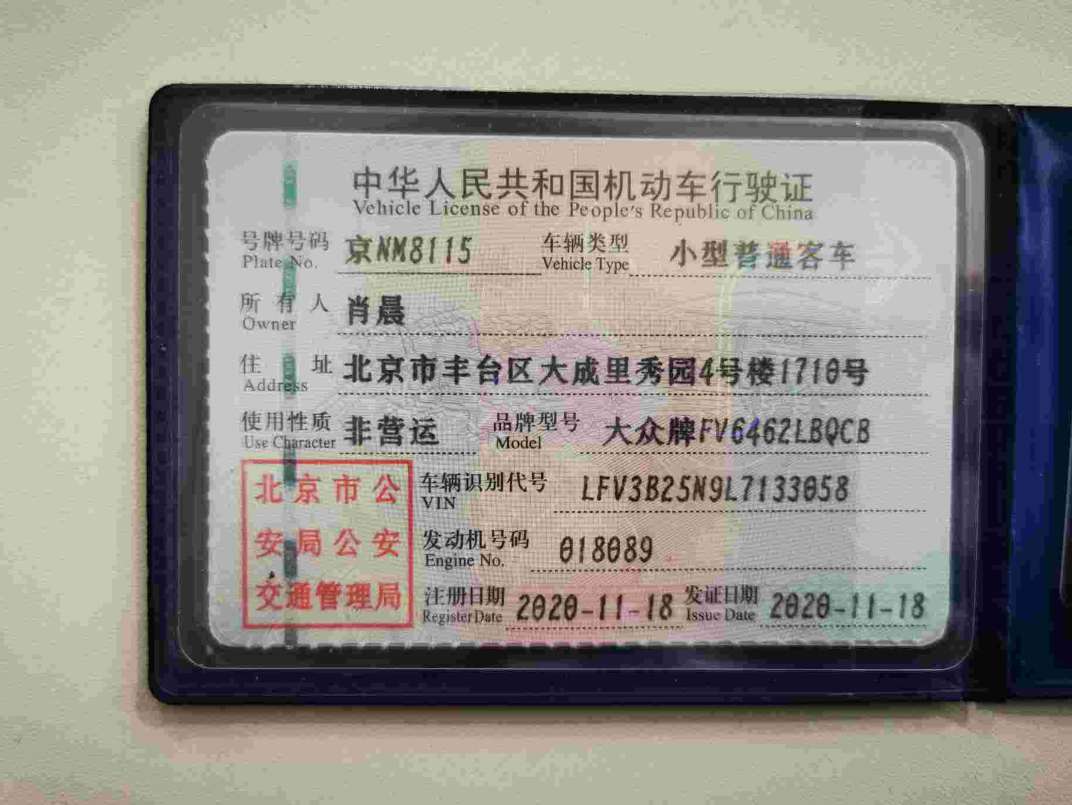 中华人民共和国机动车行驶证
Vehicle License of the People's Republic of China
号牌号码 京NM8115 车辆类型 小型普通客车
Plate No. Vehicle Type
所有人 肖晨
Owner
住址 北京市丰台区大成里秀园4号楼1710号
Address
使用性质 非营运 品牌型号 大众牌FV6462LBQCB
Use Character Model
北京市公
安局公安
交通管理局
车辆识别代号 LFV3B25N9L7133058
VIN
发动机号码 018089
Engine No.
注册日期 2020-11-18 发证日期 2020-11-18
Register Date Issue Date